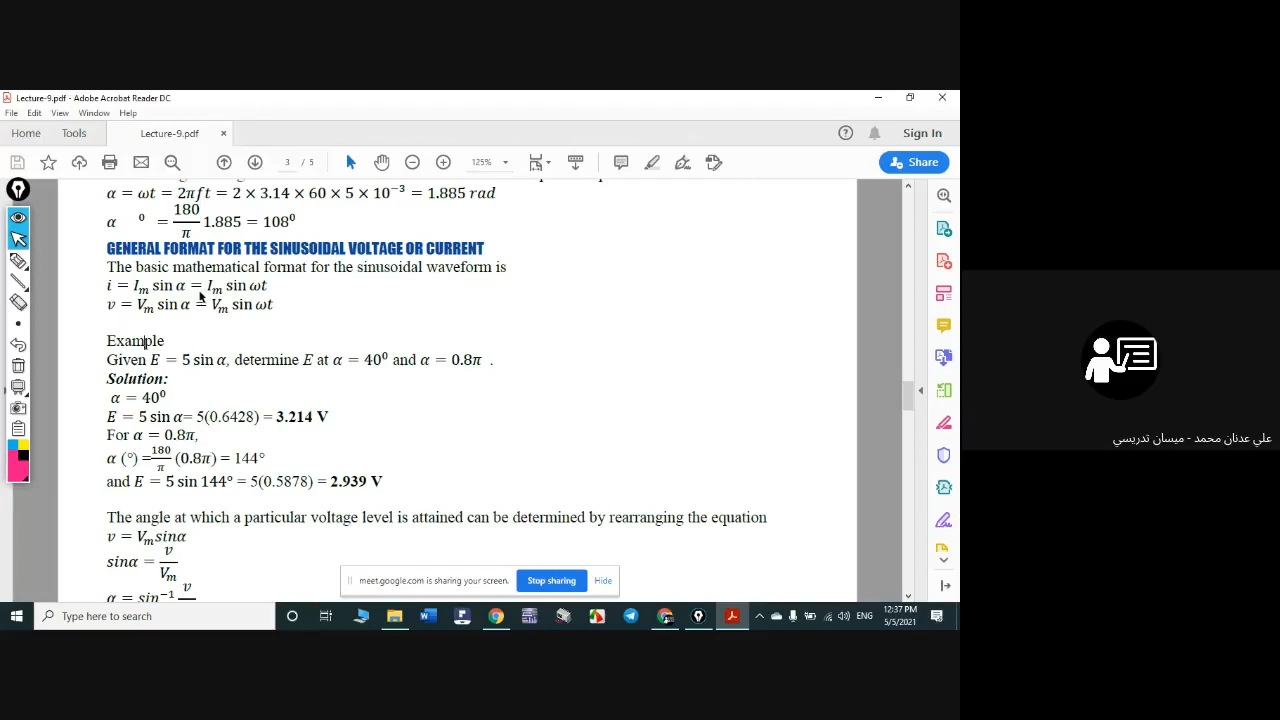 Lecture-9.pdf - Adobe Acrobat Reader DC
File Edit View Window Help
Home Tools Lecture-9.pdf × Sign In
3 / 5 125% Share
α = ωt = 2πft = 2 × 3.14 × 60 × 5 × 10⁻³ = 1.885 rad
α ⁰ = 180/π 1.885 = 108⁰
GENERAL FORMAT FOR THE SINUSOIDAL VOLTAGE OR CURRENT
The basic mathematical format for the sinusoidal waveform is
i = Iₘ sin α = Iₘ sin ωt
v = Vₘ sin α = Vₘ sin ωt
Example
Given E = 5 sin α, determine E at α = 40⁰ and α = 0.8π .
Solution:
α = 40⁰
E = 5 sin α= 5(0.6428) = 3.214 V
For α = 0.8π,
α (°) =180/π (0.8π) = 144°
and E = 5 sin 144° = 5(0.5878) = 2.939 V
The angle at which a particular voltage level is attained can be determined by rearranging the equation
v = Vₘsinα
sinα = v/Vₘ
α = sin⁻¹ v
meet.google.com is sharing your screen. Stop sharing Hide
Type here to search
ENG
12:37 PM
5/5/2021
علي عدنان محمد - ميسان تدريسي